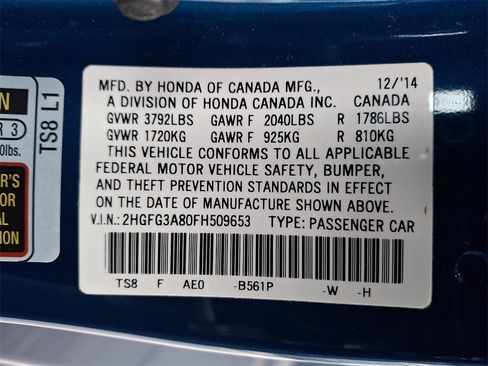 MFD. BY HONDA OF CANADA MFG., 12/'14
A DIVISION OF HONDA CANADA INC. CANADA
GVWR 3792LBS GAWR F 2040LBS R 1786LBS
GVWR 1720KG GAWR F 925KG R 810KG
THIS VEHICLE CONFORMS TO ALL APPLICABLE
FEDERAL MOTOR VEHICLE SAFETY, BUMPER,
AND THEFT PREVENTION STANDARDS IN EFFECT
ON THE DATE OF MANUFACTURE SHOWN ABOVE.
V.I.N.: 2HGFG3A80FH509653 TYPE: PASSENGER CAR
TS8 F AE0 -B561P -W -H
TS8 L1
R 3
0lbs.